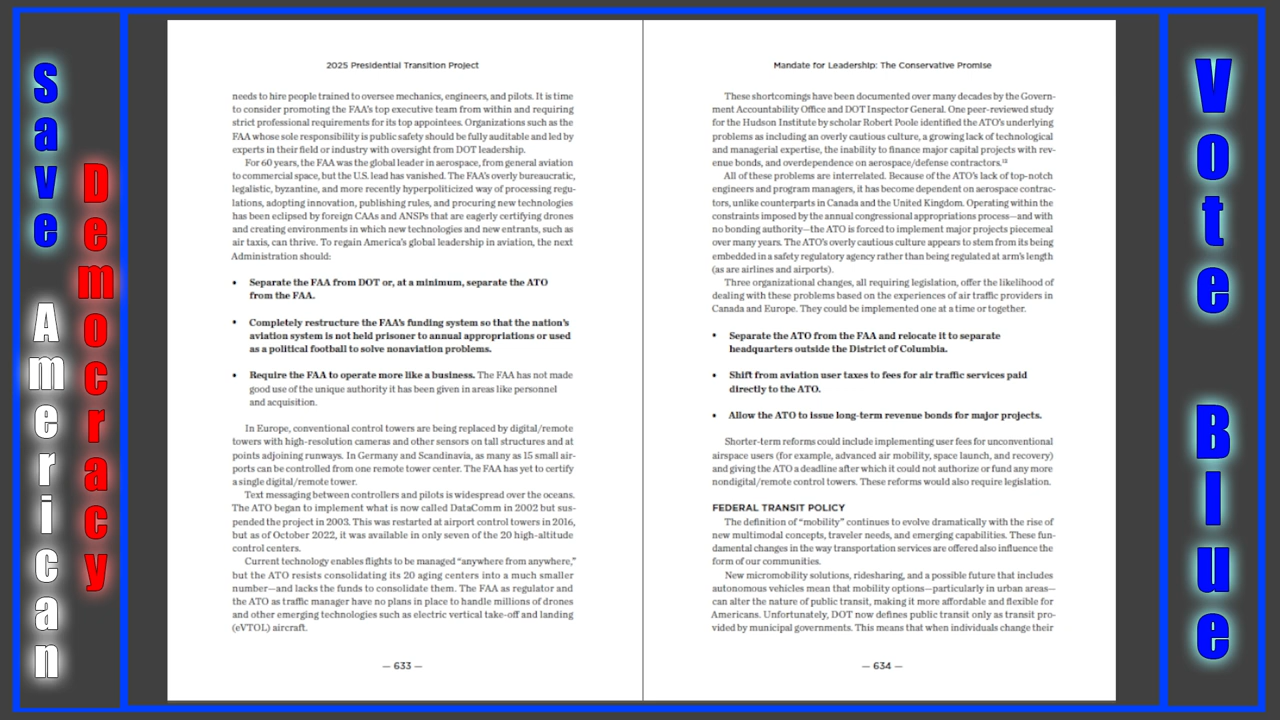 Save American
Democracy
2025 Presidential Transition Project
needs to hire people trained to oversee mechanics, engineers, and pilots. It is time
to consider promoting the FAA's top executive team from within and requiring
strict professional requirements for its top appointees. Organizations such as the
FAA whose sole responsibility is public safety should be fully auditable and led by
experts in their field or industry with oversight from DOT leadership.
For 60 years, the FAA was the global leader in aerospace, from general aviation
to commercial space, but the U.S. lead has vanished. The FAA's overly bureaucratic,
legalistic, byzantine, and more recently hyperpoliticized way of processing regu-
lations, adopting innovation, publishing rules, and procuring new technologies
has been eclipsed by foreign CAAs and ANSPs that are eagerly certifying drones
and creating environments in which new technologies and new entrants, such as
air taxis, can thrive. To regain America's global leadership in aviation, the next
Administration should:
• Separate the FAA from DOT or, at a minimum, separate the ATO
from the FAA.
• Completely restructure the FAA's funding system so that the nation's
aviation system is not held prisoner to annual appropriations or used
as a political football to solve nonaviation problems.
• Require the FAA to operate more like a business. The FAA has not made
good use of the unique authority it has been given in areas like personnel
and acquisition.
In Europe, conventional control towers are being replaced by digital/remote
towers with high-resolution cameras and other sensors on tall structures and at
points adjoining runways. In Germany and Scandinavia, as many as 15 small air-
ports can be controlled from one remote tower center. The FAA has yet to certify
a single digital/remote tower.
Text messaging between controllers and pilots is widespread over the oceans.
The ATO began to implement what is now called DataComm in 2002 but sus-
pended the project in 2003. This was restarted at airport control towers in 2016,
but as of October 2022, it was available in only seven of the 20 high-altitude
control centers.
Current technology enables flights to be managed “anywhere from anywhere,”
but the ATO resists consolidating its 20 aging centers into a much smaller
number—and lacks the funds to consolidate them. The FAA as regulator and
the ATO as traffic manager have no plans in place to handle millions of drones
and other emerging technologies such as electric vertical take-off and landing
(eVTOL) aircraft.
— 633 —
Mandate for Leadership: The Conservative Promise
These shortcomings have been documented over many decades by the Govern-
ment Accountability Office and DOT Inspector General. One peer-reviewed study
for the Hudson Institute by scholar Robert Poole identified the ATO's underlying
problems as including an overly cautious culture, a growing lack of technological
and managerial expertise, the inability to finance major capital projects with rev-
enue bonds, and overdependence on aerospace/defense contractors.¹³
All of these problems are interrelated. Because of the ATO's lack of top-notch
engineers and program managers, it has become dependent on aerospace contrac-
tors, unlike counterparts in Canada and the United Kingdom. Operating within the
constraints imposed by the annual congressional appropriations process—and with
no bonding authority—the ATO is forced to implement major projects piecemeal
over many years. The ATO's overly cautious culture appears to stem from its being
embedded in a safety regulatory agency rather than being regulated at arm's length
(as are airlines and airports).
Three organizational changes, all requiring legislation, offer the likelihood of
dealing with these problems based on the experiences of air traffic providers in
Canada and Europe. They could be implemented one at a time or together.
• Separate the ATO from the FAA and relocate it to separate
headquarters outside the District of Columbia.
• Shift from aviation user taxes to fees for air traffic services paid
directly to the ATO.
• Allow the ATO to issue long-term revenue bonds for major projects.
Shorter-term reforms could include implementing user fees for unconventional
airspace users (for example, advanced air mobility, space launch, and recovery)
and giving the ATO a deadline after which it could not authorize or fund any more
nondigital/remote control towers. These reforms would also require legislation.
FEDERAL TRANSIT POLICY
The definition of “mobility” continues to evolve dramatically with the rise of
new multimodal concepts, traveler needs, and emerging capabilities. These fun-
damental changes in the way transportation services are offered also influence the
form of our communities.
New micromobility solutions, ridesharing, and a possible future that includes
autonomous vehicles mean that mobility options—particularly in urban areas—
can alter the nature of public transit, making it more affordable and flexible for
Americans. Unfortunately, DOT now defines public transit only as transit pro-
vided by municipal governments. This means that when individuals change their
— 634 —
Vote Blue